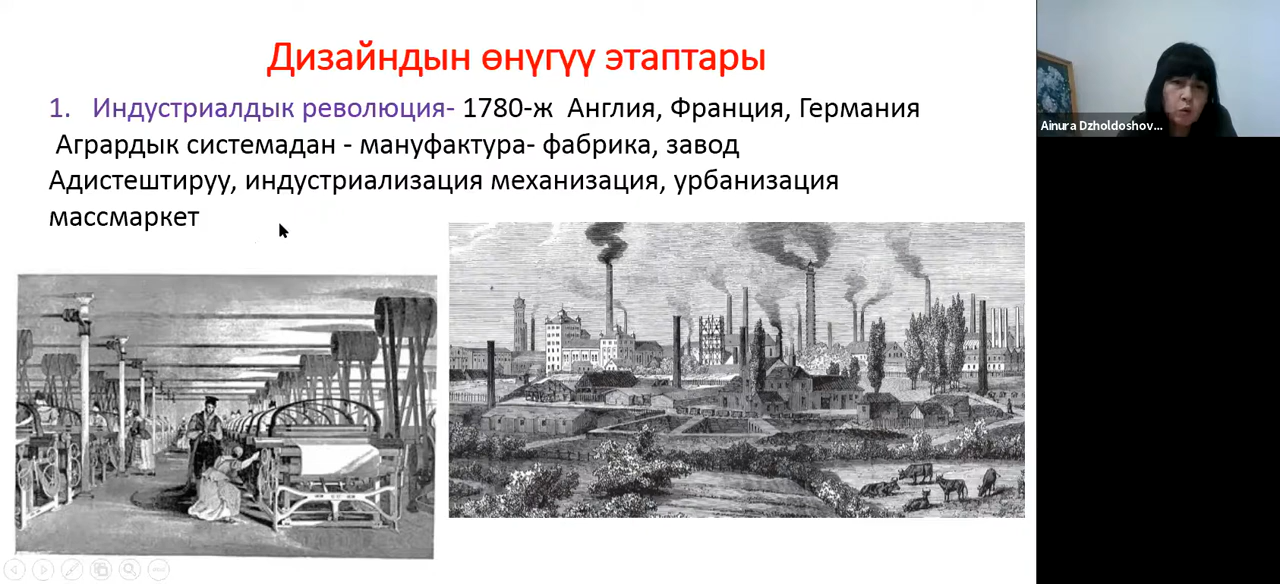 Дизайндын өнүгүү этаптары
1. Индустриалдык революция- 1780-ж Англия, Франция, Германия
Агрардык системадан - мануфактура- фабрика, завод
Адистештируу, индустриализация механизация, урбанизация
массмаркет
Ainura Dzholdoshov...